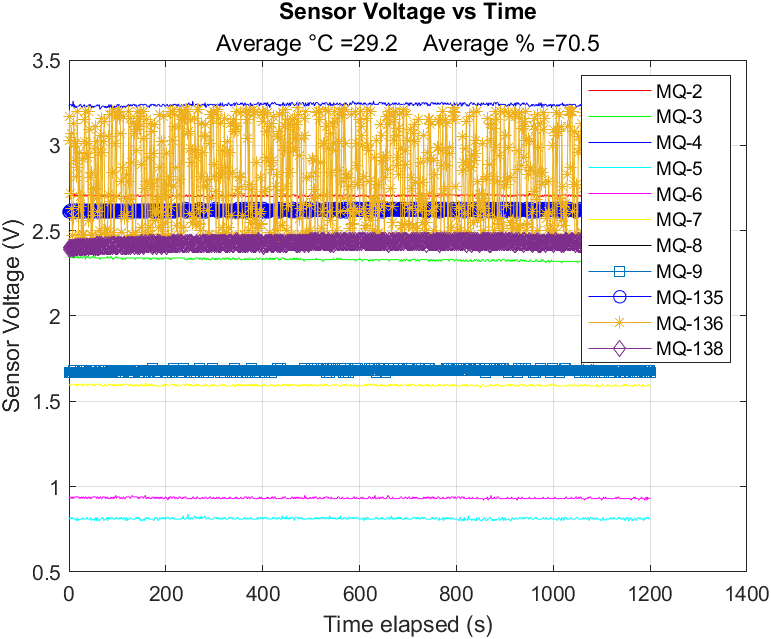 Sensor Voltage vs Time
Average °C =29.2 Average % =70.5
3.5
3
2.5
2
1.5
1
0.5
Sensor Voltage (V)
MQ-2
MQ-3
MQ-4
MQ-5
MQ-6
MQ-7
MQ-8
MQ-9
MQ-135
MQ-136
MQ-138
0 200 400 600 800 1000 1200 1400
Time elapsed (s)